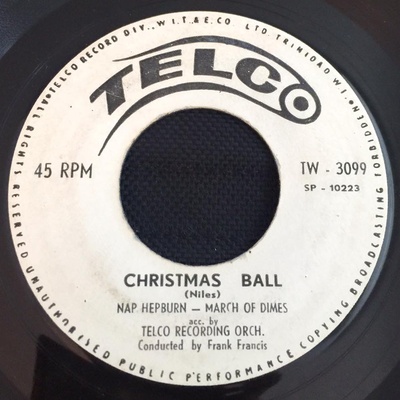 TELCO RECORD DIV., W.I.T.& E.CO LTD. TRINIDAD W.I.
ALL RIGHTS RESERVED UNAUTHORISED PUBLIC PERFORMANCE COPYING BROADCASTING FORBIDDEN
TELCO
45 RPM
TW - 3099
SP - 10223
CHRISTMAS BALL
(Niles)
NAP HEPBURN — MARCH OF DIMES
acc. by
TELCO RECORDING ORCH.
Conducted by Frank Francis